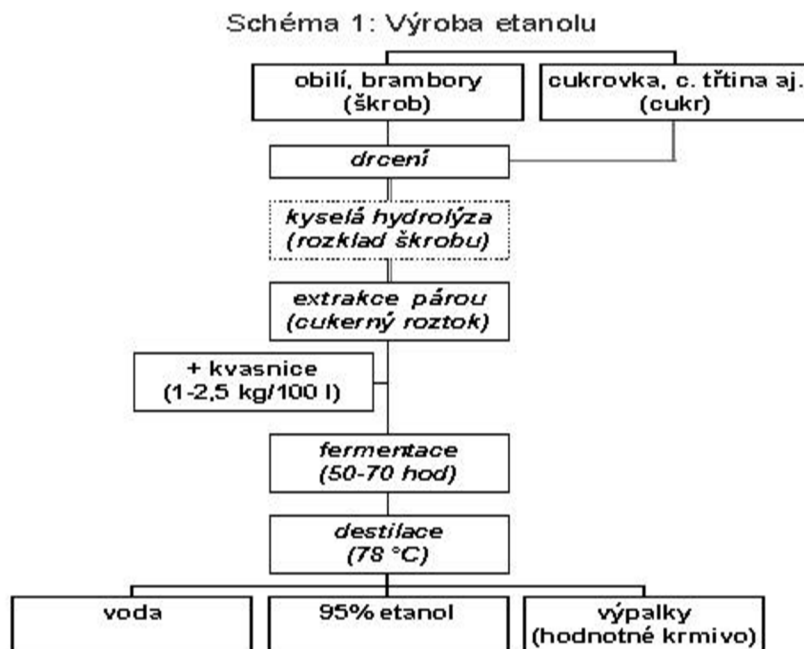 Schéma 1: Výroba etanolu
obilí, brambory
(škrob)
cukrovka, c. třtina aj.
(cukr)
drcení
kyselá hydrolýza
(rozklad škrobu)
extrakce párou
(cukerný roztok)
+ kvasnice
(1-2,5 kg/100 l)
fermentace
(50-70 hod)
destilace
(78 °C)
voda
95% etanol
výpalky
(hodnotné krmivo)